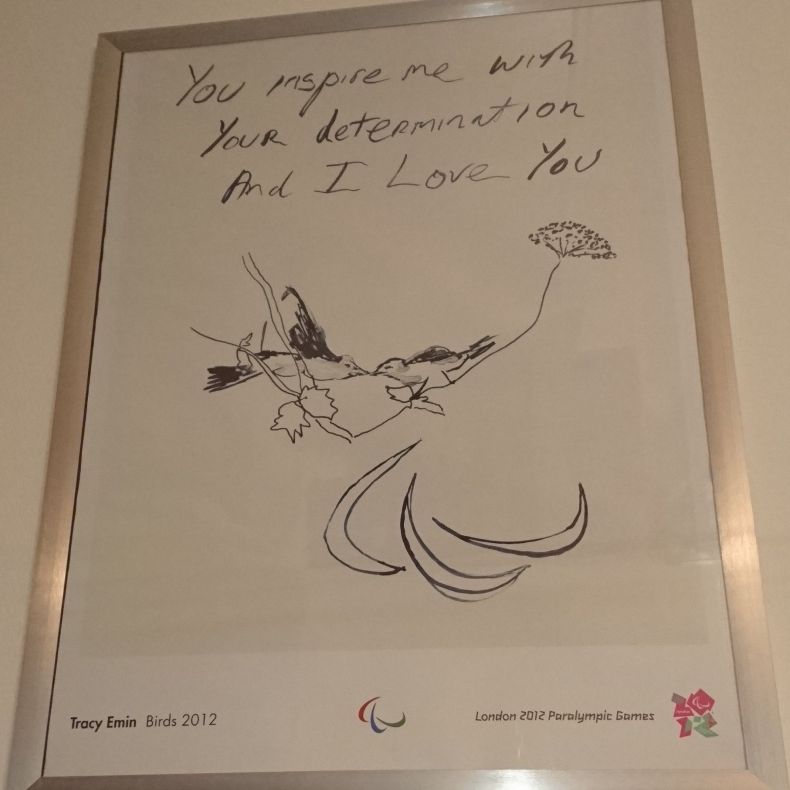 You inspire me with
Your determination
And I Love You
Tracy Emin Birds 2012
London 2012 Paralympic Games